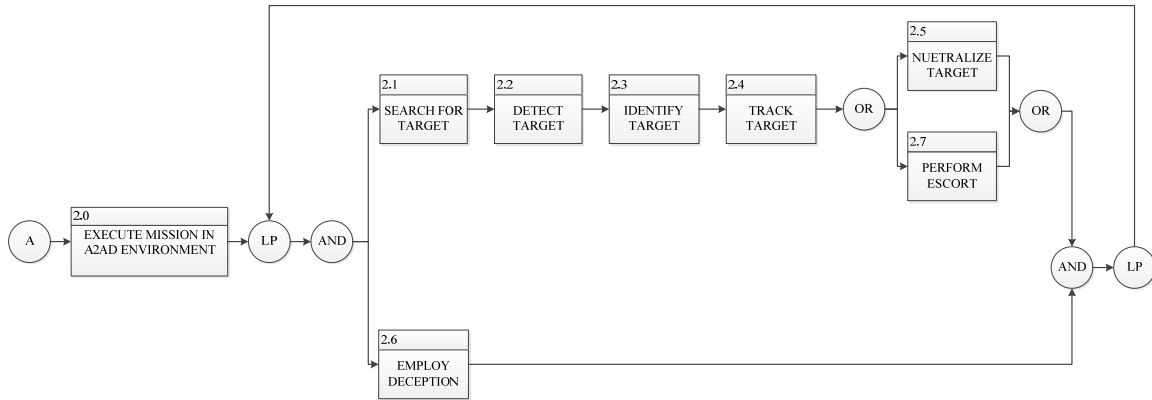 2.5
NUETRALIZE
TARGET
2.1
SEARCH FOR
TARGET
2.2
DETECT
TARGET
2.3
IDENTIFY
TARGET
2.4
TRACK
TARGET
OR
OR
2.7
PERFORM
ESCORT
A
2.0
EXECUTE MISSION IN
A2AD ENVIRONMENT
LP
AND
AND
LP
2.6
EMPLOY
DECEPTION